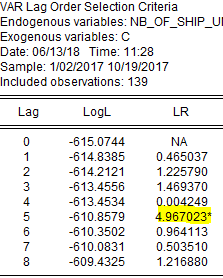 VAR Lag Order Selection Criteria
Endogenous variables: NB_OF_SHIP_U
Exogenous variables: C
Date: 06/13/18 Time: 11:28
Sample: 1/02/2017 10/19/2017
Included observations: 139
Lag LogL LR
0 -615.0744 NA
1 -614.8385 0.465037
2 -614.2121 1.225790
3 -613.4556 1.469370
4 -613.4534 0.004249
5 -610.8579 4.967023*
6 -610.3502 0.964113
7 -610.0831 0.503510
8 -609.4325 1.216880